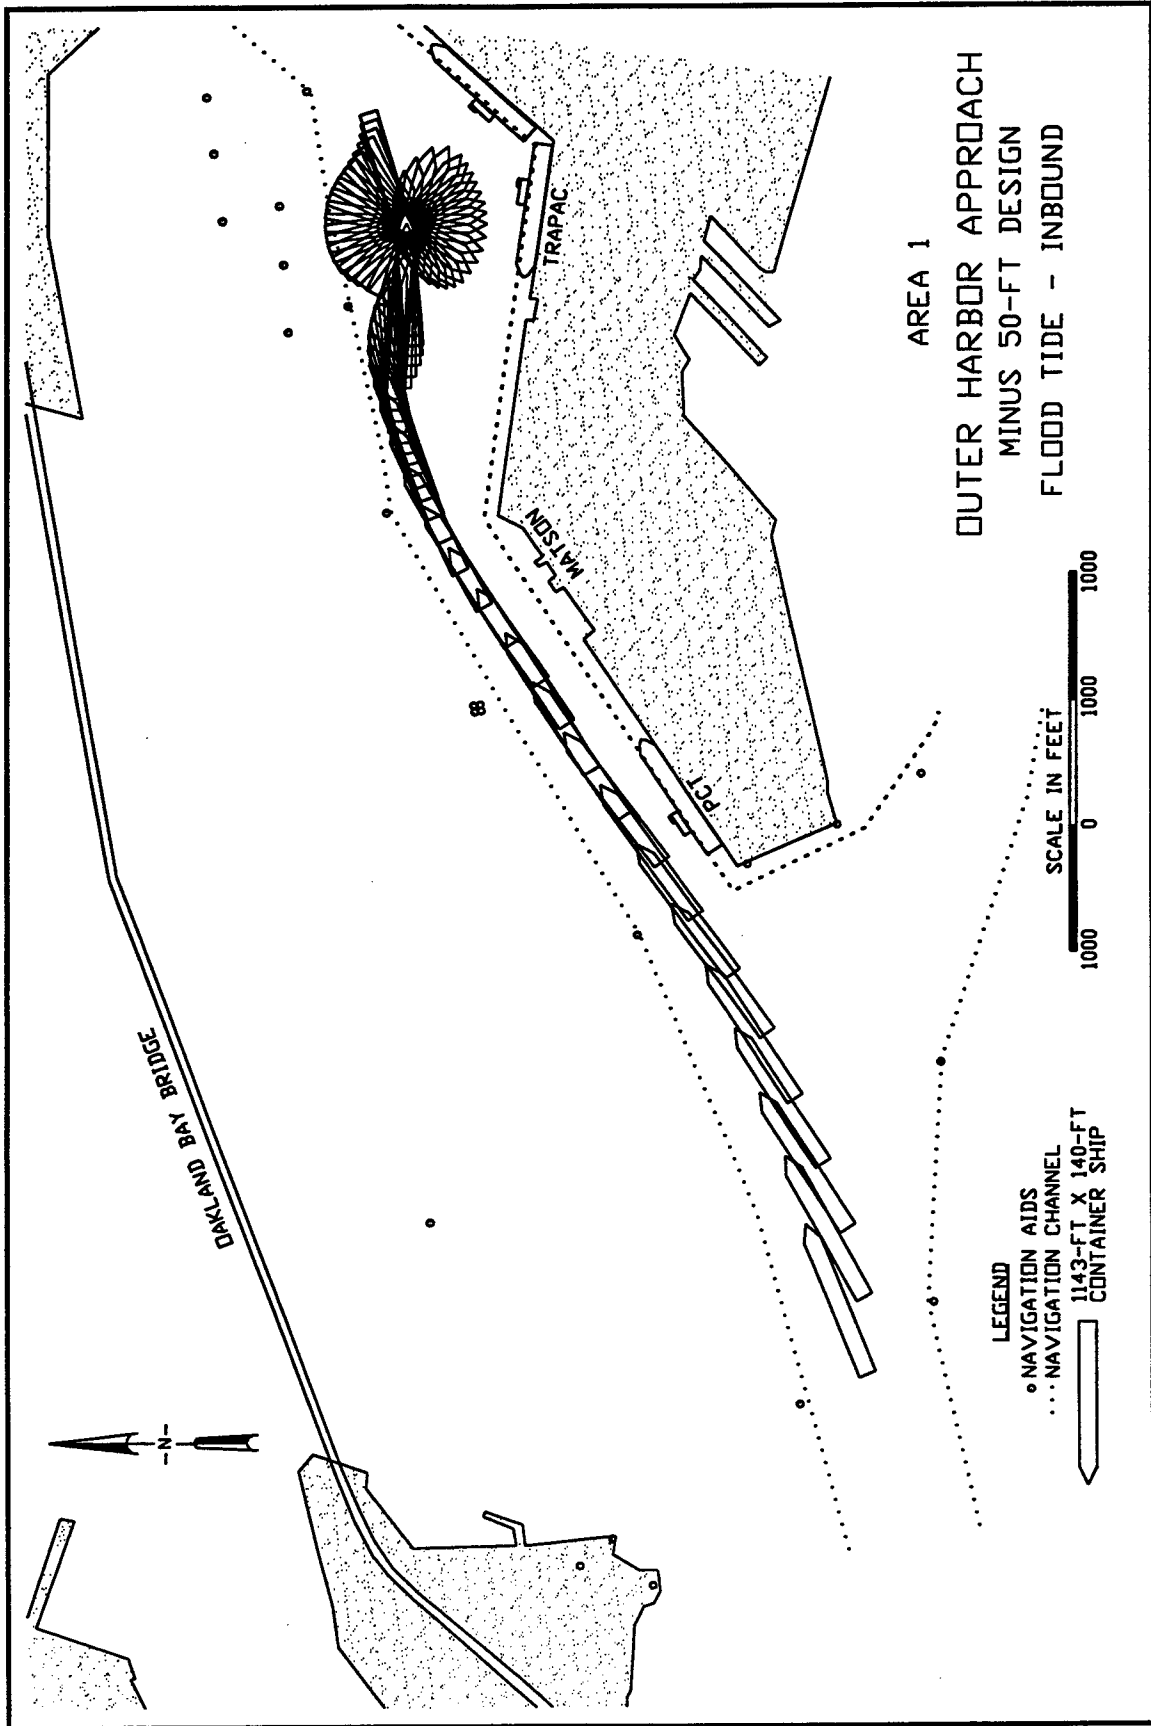 OAKLAND BAY BRIDGE
-N-
TRAPAC
MATSON
PCT
AREA 1
OUTER HARBOR APPROACH
MINUS 50-FT DESIGN
FLOOD TIDE - INBOUND
SCALE IN FEET
1000 0 1000 1000
LEGEND
NAVIGATION AIDS
NAVIGATION CHANNEL
1143-FT X 140-FT
CONTAINER SHIP